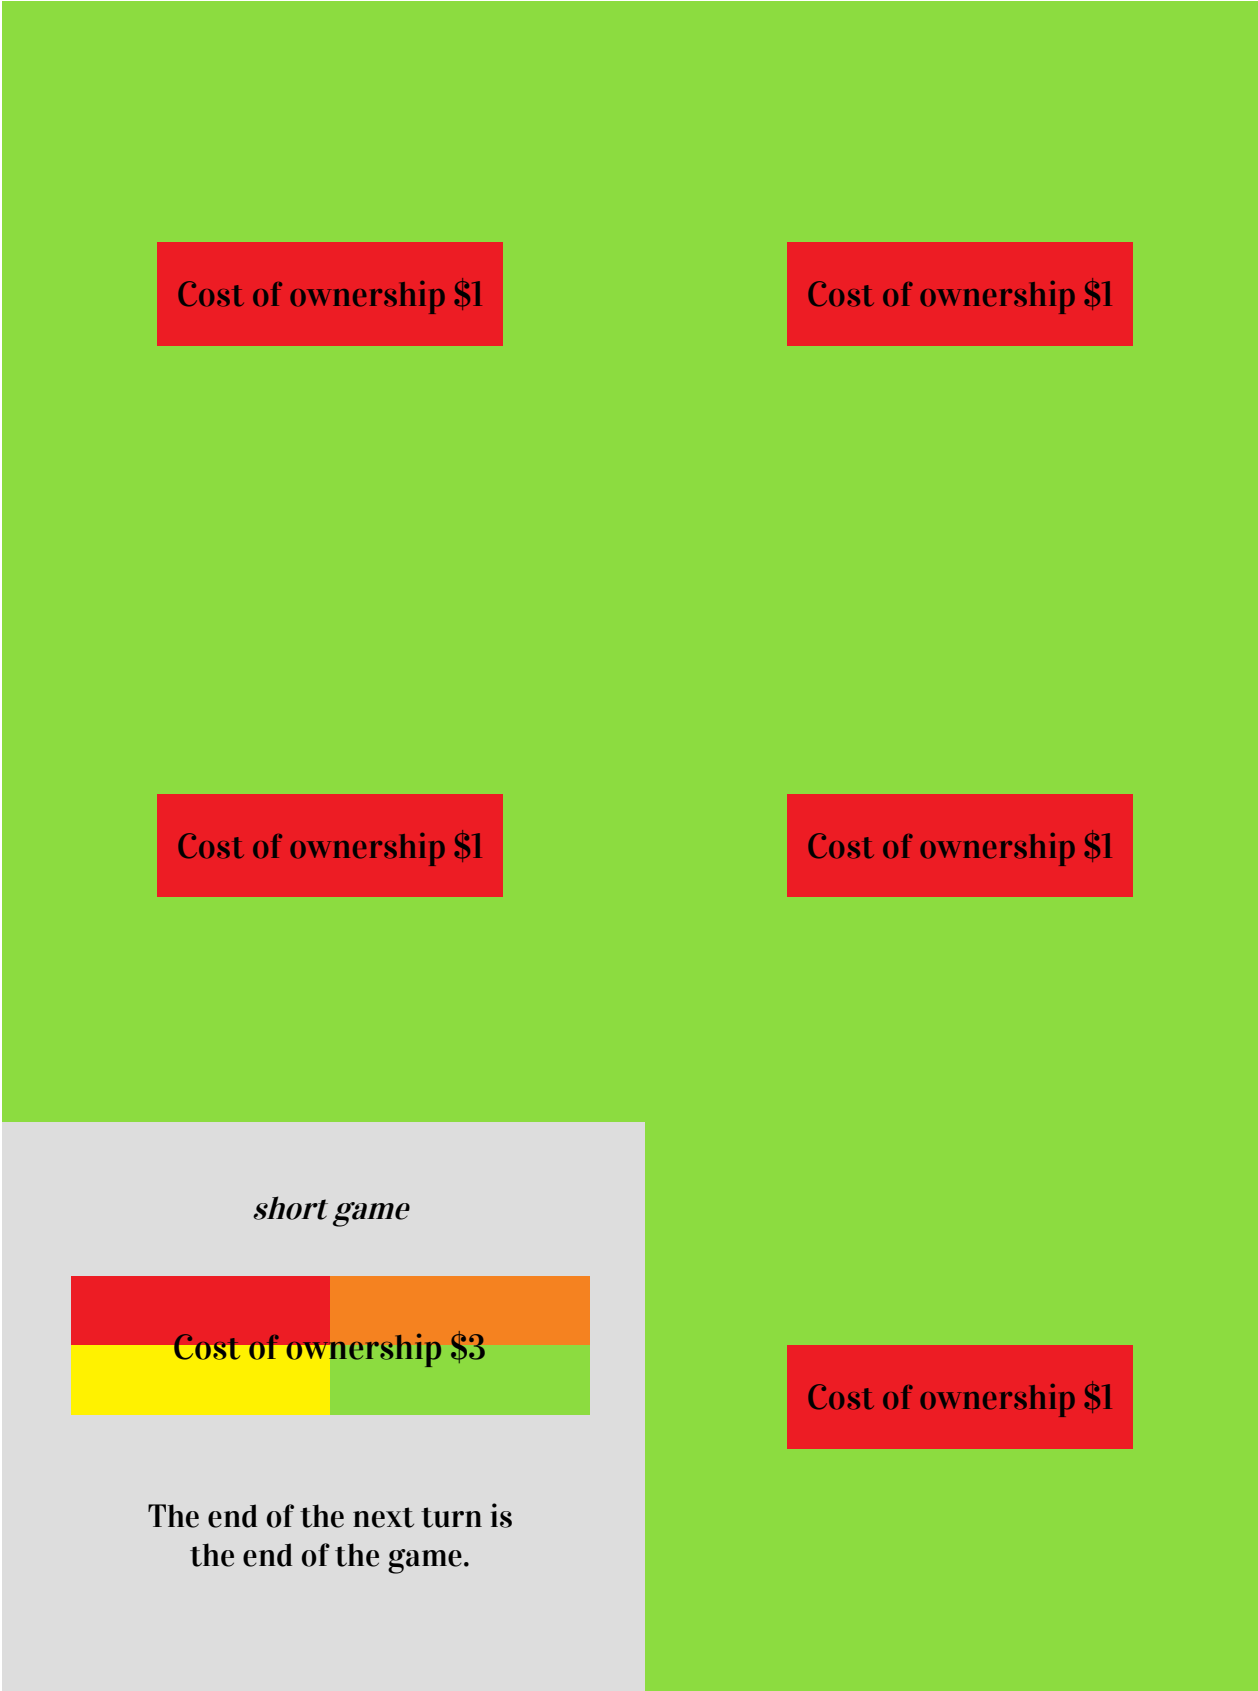 Cost of ownership $1
Cost of ownership $1
Cost of ownership $1
Cost of ownership $1
short game
Cost of ownership $3
The end of the next turn is
the end of the game.
Cost of ownership $1